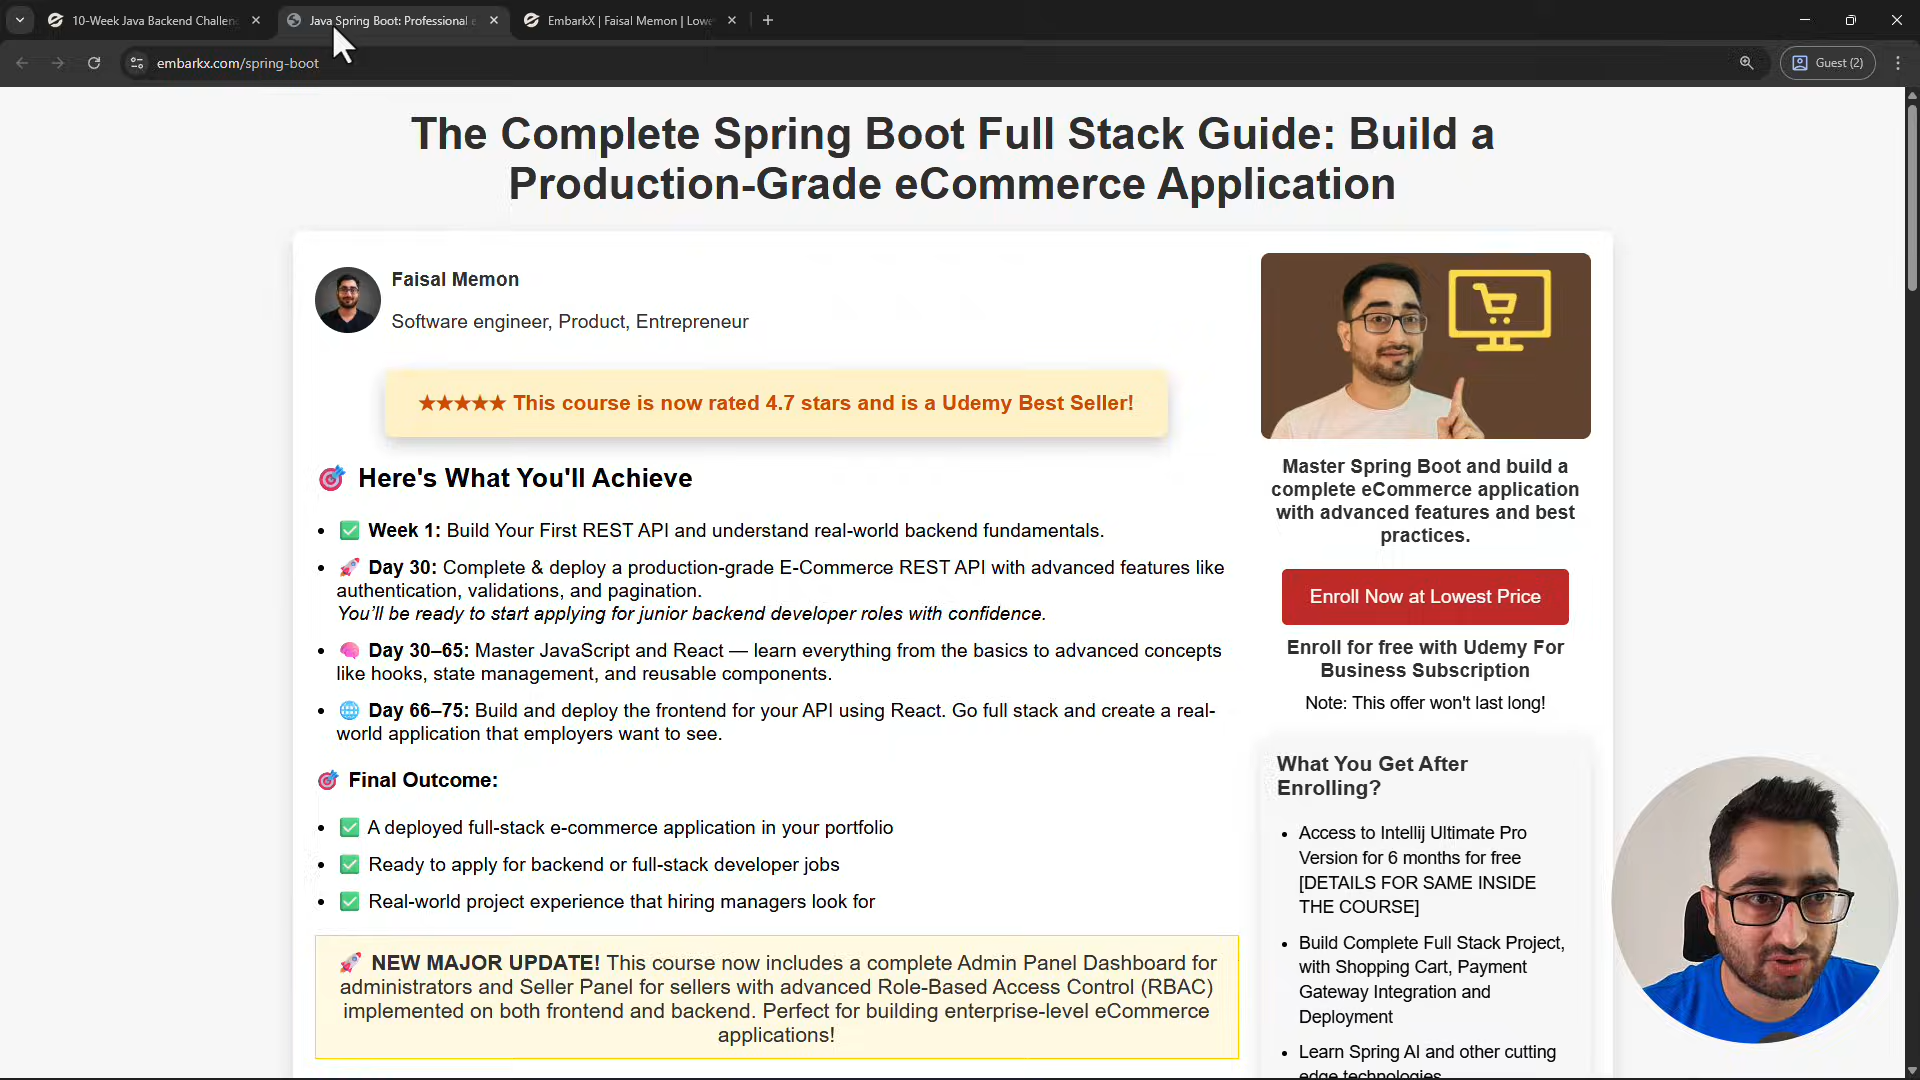 10-Week Java Backend Challen
Java Spring Boot: Professional e
EmbarkX | Faisal Memon | Lowe
embarkx.com/spring-boot
Guest (2)
The Complete Spring Boot Full Stack Guide: Build a
Production-Grade eCommerce Application
Faisal Memon
Software engineer, Product, Entrepreneur
★★★★★ This course is now rated 4.7 stars and is a Udemy Best Seller!
🎯 Here's What You'll Achieve
• ✅ Week 1: Build Your First REST API and understand real-world backend fundamentals.
• 🚀 Day 30: Complete & deploy a production-grade E-Commerce REST API with advanced features like
authentication, validations, and pagination.
You'll be ready to start applying for junior backend developer roles with confidence.
• 🧠 Day 30–65: Master JavaScript and React — learn everything from the basics to advanced concepts
like hooks, state management, and reusable components.
• 🌐 Day 66–75: Build and deploy the frontend for your API using React. Go full stack and create a real-
world application that employers want to see.
🎯 Final Outcome:
• ✅ A deployed full-stack e-commerce application in your portfolio
• ✅ Ready to apply for backend or full-stack developer jobs
• ✅ Real-world project experience that hiring managers look for
🚀 NEW MAJOR UPDATE! This course now includes a complete Admin Panel Dashboard for
administrators and Seller Panel for sellers with advanced Role-Based Access Control (RBAC)
implemented on both frontend and backend. Perfect for building enterprise-level eCommerce
applications!
Master Spring Boot and build a
complete eCommerce application
with advanced features and best
practices.
Enroll Now at Lowest Price
Enroll for free with Udemy For
Business Subscription
Note: This offer won't last long!
What You Get After
Enrolling?
• Access to Intellij Ultimate Pro
Version for 6 months for free
[DETAILS FOR SAME INSIDE
THE COURSE]
• Build Complete Full Stack Project,
with Shopping Cart, Payment
Gateway Integration and
Deployment
• Learn Spring AI and other cutting
edge technologies